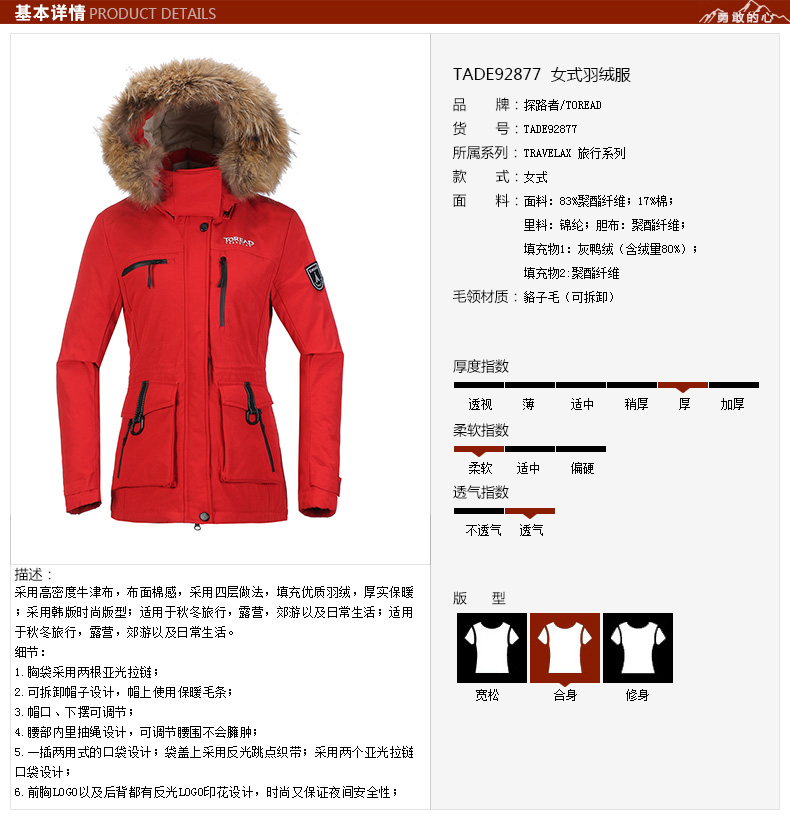 基本详情 PRODUCT DETAILS
勇敢的心
TOREAD
TADE92877 女式羽绒服
品 牌：探路者/TOREAD
货 号：TADE92877
所属系列：TRAVELAX 旅行系列
款 式：女式
面 料：面料：83%聚酯纤维；17%棉；
里料：锦纶；胆布：聚酯纤维；
填充物1：灰鸭绒（含绒量80%）；
填充物2:聚酯纤维
毛领材质：貉子毛（可拆卸）
厚度指数
透视 薄 适中 稍厚 厚 加厚
柔软指数
柔软 适中 偏硬
透气指数
不透气 透气
版 型
宽松 合身 修身
描述：
采用高密度牛津布，布面棉感，采用四层做法，填充优质羽绒，厚实保暖
；采用韩版时尚版型；适用于秋冬旅行，露营，郊游以及日常生活；适用
于秋冬旅行，露营，郊游以及日常生活。
细节：
1.胸袋采用两根亚光拉链；
2.可拆卸帽子设计，帽上使用保暖毛条；
3.帽口、下摆可调节；
4.腰部内里抽绳设计，可调节腰围不会臃肿；
5.一插两用式的口袋设计；袋盖上采用反光跳点织带；采用两个亚光拉链
口袋设计；
6.前胸LOGO以及后背都有反光LOGO印花设计，时尚又保证夜间安全性；